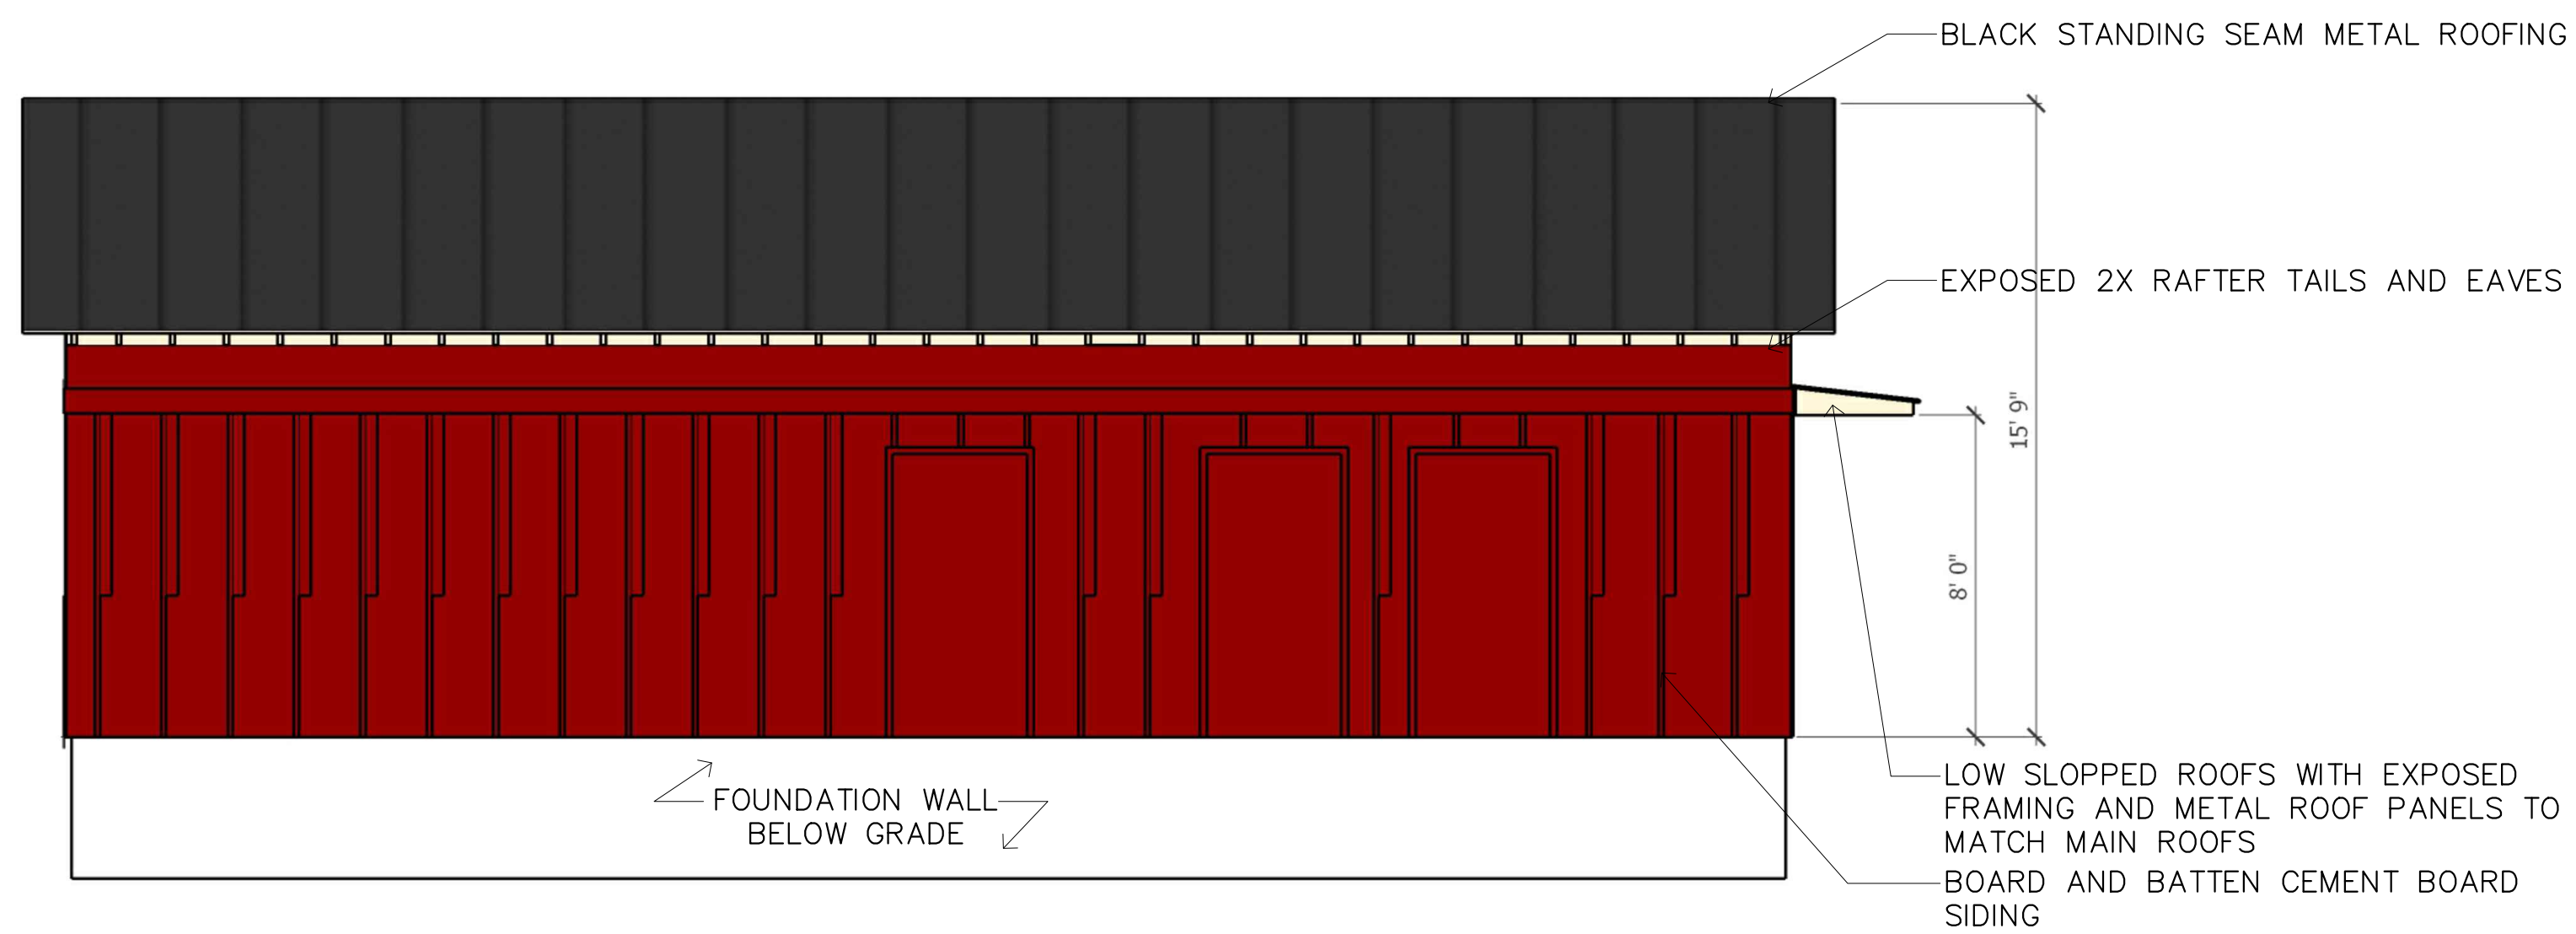 BLACK STANDING SEAM METAL ROOFING
EXPOSED 2X RAFTER TAILS AND EAVES
15' 9"
8' 0"
LOW SLOPPED ROOFS WITH EXPOSED
FRAMING AND METAL ROOF PANELS TO
MATCH MAIN ROOFS
FOUNDATION WALL
BELOW GRADE
BOARD AND BATTEN CEMENT BOARD
SIDING